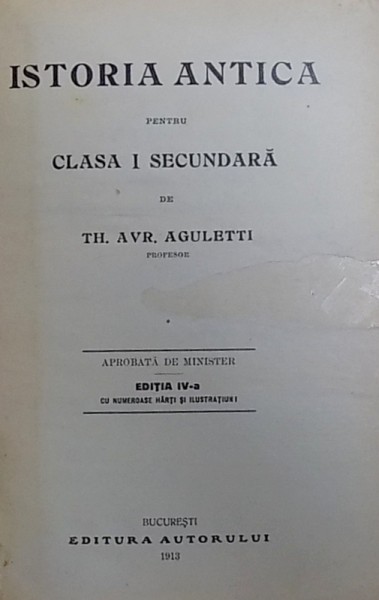 ISTORIA ANTICA
PENTRU
CLASA I SECUNDARĂ
DE
TH. AVR. AGULETTI
PROFESOR
APROBATĂ DE MINISTER
EDIȚIA IV-a
CU NUMEROASE HĂRȚI ȘI ILUSTRAȚIUNI
BUCUREȘTI
EDITURA AUTORULUI
1913